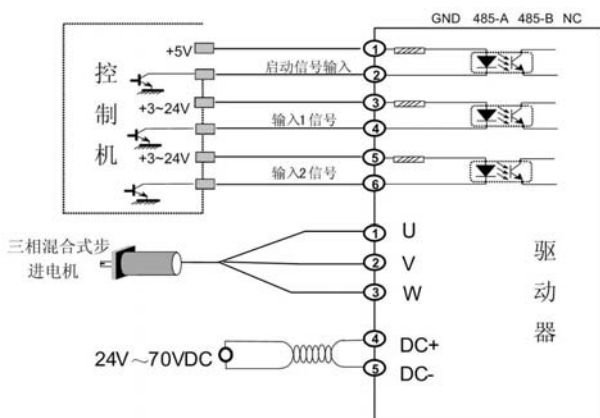 GND 485-A 485-B NC
+5V
1
启动信号输入
2
控制机
+3~24V
3
输入1信号
4
+3~24V
5
输入2信号
6
三相混合式步
进电机
1 U
2 V
3 W
驱动器
24V～70VDC
4 DC+
5 DC-